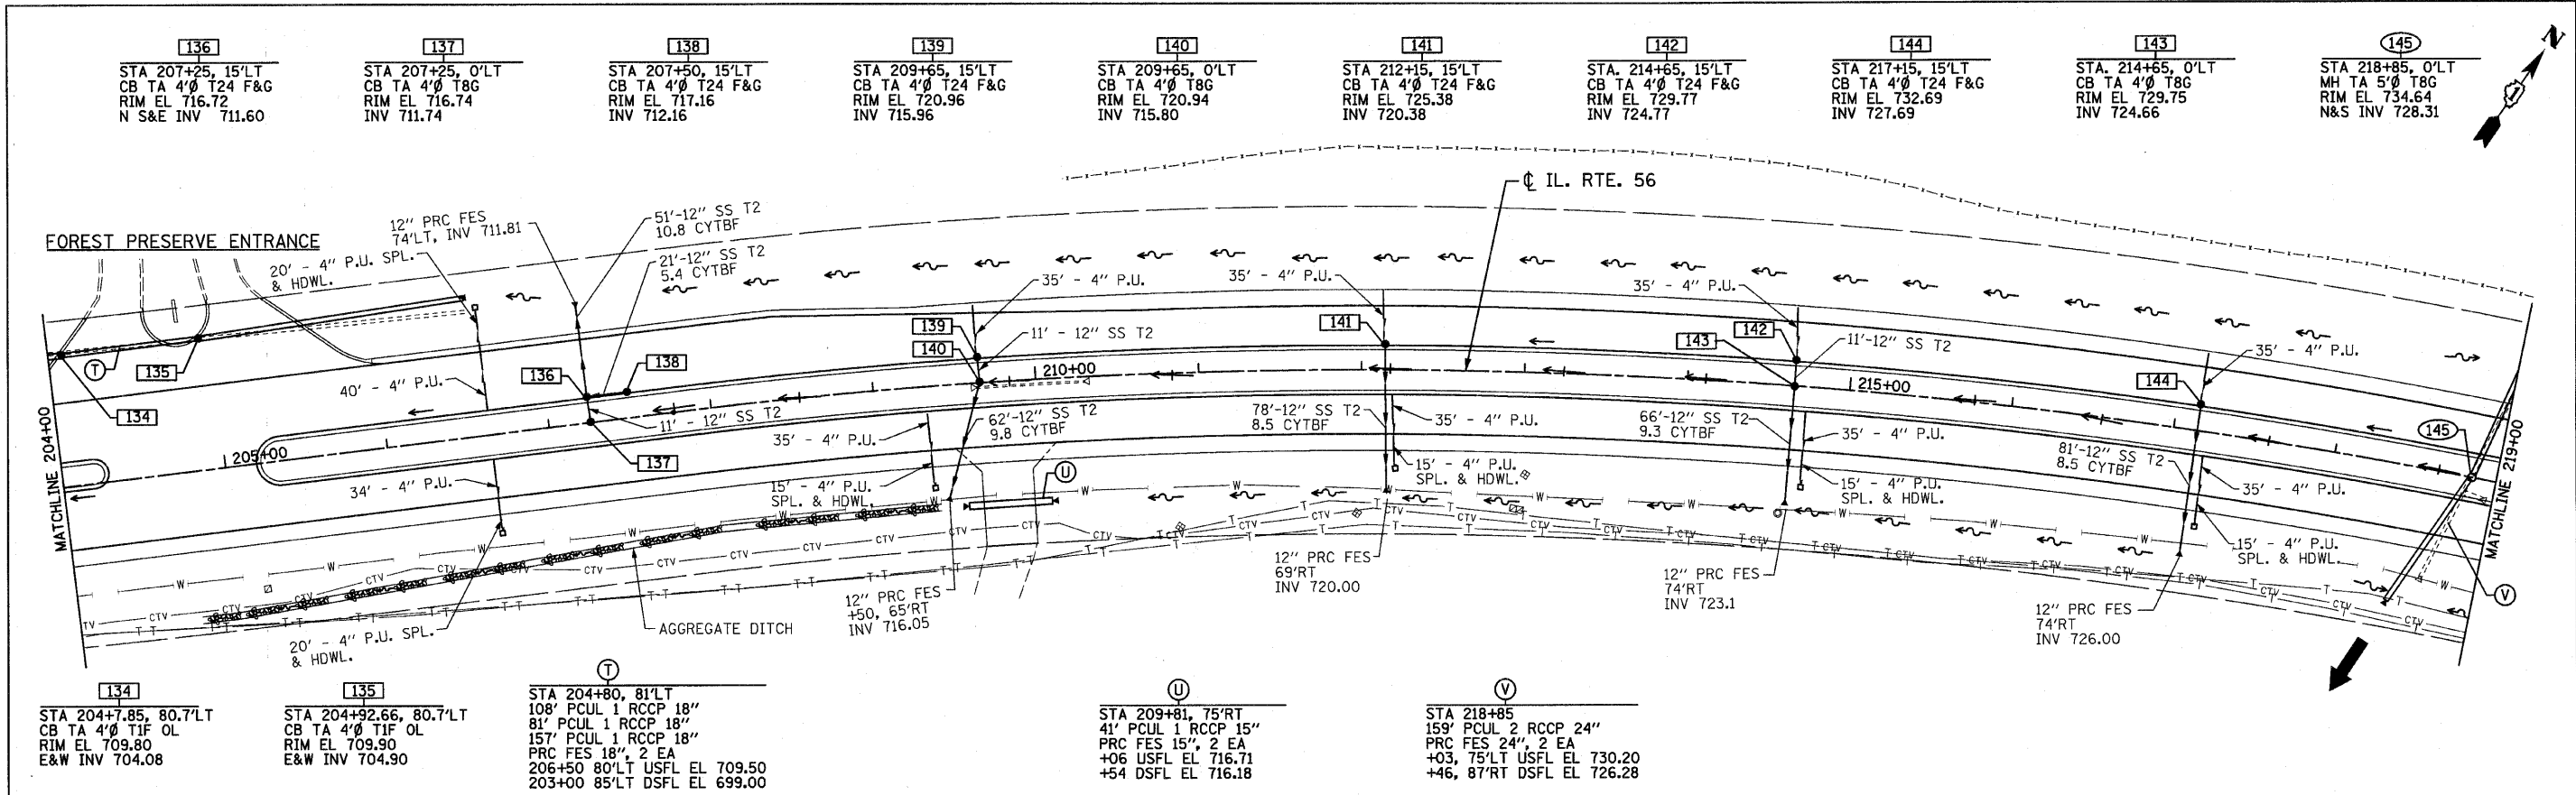 136
STA 207+25, 15'LT
CB TA 4'Ø T24 F&G
RIM EL 716.72
N S&E INV 711.60
137
STA 207+25, 0'LT
CB TA 4'Ø T8G
RIM EL 716.74
INV 711.74
138
STA 207+50, 15'LT
CB TA 4'Ø T24 F&G
RIM EL 717.16
INV 712.16
139
STA 209+65, 15'LT
CB TA 4'Ø T24 F&G
RIM EL 720.96
INV 715.96
140
STA 209+65, 0'LT
CB TA 4'Ø T8G
RIM EL 720.94
INV 715.80
141
STA 212+15, 15'LT
CB TA 4'Ø T24 F&G
RIM EL 725.38
INV 720.38
142
STA. 214+65, 15'LT
CB TA 4'Ø T24 F&G
RIM EL 729.77
INV 724.77
144
STA 217+15, 15'LT
CB TA 4'Ø T24 F&G
RIM EL 732.69
INV 727.69
143
STA. 214+65, 0'LT
CB TA 4'Ø T8G
RIM EL 729.75
INV 724.66
145
STA 218+85, 0'LT
MH TA 5'Ø T8G
RIM EL 734.64
N&S INV 728.31
N
℄ IL. RTE. 56
FOREST PRESERVE ENTRANCE
20' - 4" P.U. SPL.
& HDWL.
12" PRC FES
74'LT, INV 711.81
51'-12" SS T2
10.8 CYTBF
21'-12" SS T2
5.4 CYTBF
35' - 4" P.U.
35' - 4" P.U.
35' - 4" P.U.
35' - 4" P.U.
139
140
11' - 12" SS T2
141
142
143
11'-12" SS T2
144
145
T
135
134
40' - 4" P.U.
136
138
11' - 12" SS T2
137
210+00
215+00
205+00
MATCHLINE 204+00
MATCHLINE 219+00
34' - 4" P.U.
35' - 4" P.U.
15' - 4" P.U.
SPL. & HDWL.
62'-12" SS T2
9.8 CYTBF
U
78'-12" SS T2
8.5 CYTBF
35' - 4" P.U.
15' - 4" P.U.
SPL. & HDWL.
66'-12" SS T2
9.3 CYTBF
35' - 4" P.U.
15' - 4" P.U.
SPL. & HDWL.
81'-12" SS T2
8.5 CYTBF
35' - 4" P.U.
15' - 4" P.U.
SPL. & HDWL.
V
20' - 4" P.U. SPL.
& HDWL.
AGGREGATE DITCH
12" PRC FES
+50, 65'RT
INV 716.05
12" PRC FES
69'RT
INV 720.00
12" PRC FES
74'RT
INV 723.1
12" PRC FES
74'RT
INV 726.00
134
STA 204+7.85, 80.7'LT
CB TA 4'Ø T1F OL
RIM EL 709.80
E&W INV 704.08
135
STA 204+92.66, 80.7'LT
CB TA 4'Ø T1F OL
RIM EL 709.90
E&W INV 704.90
T
STA 204+80, 81'LT
108' PCUL 1 RCCP 18"
81' PCUL 1 RCCP 18"
157' PCUL 1 RCCP 18"
PRC FES 18", 2 EA
206+50 80'LT USFL EL 709.50
203+00 85'LT DSFL EL 699.00
U
STA 209+81, 75'RT
41' PCUL 1 RCCP 15"
PRC FES 15", 2 EA
+06 USFL EL 716.71
+54 DSFL EL 716.18
V
STA 218+85
159' PCUL 2 RCCP 24"
PRC FES 24", 2 EA
+03, 75'LT USFL EL 730.20
+46, 87'RT DSFL EL 726.28